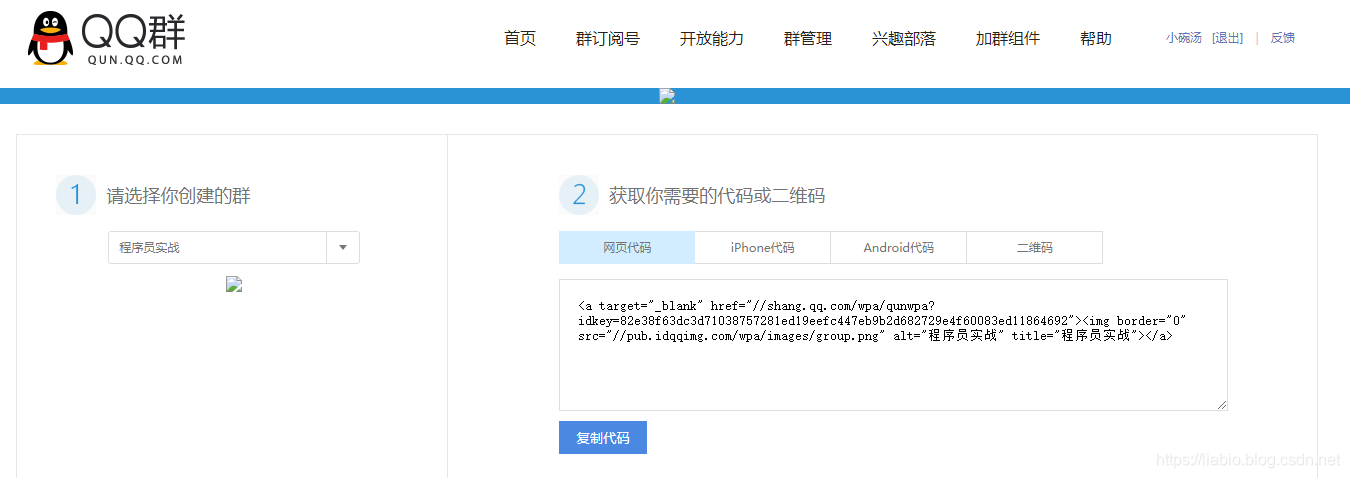 QQ群
QUN.QQ.COM
首页 群订阅号 开放能力 群管理 兴趣部落 加群组件 帮助 小碗汤 [退出] | 反馈
1 请选择你创建的群
程序员实战
2 获取你需要的代码或二维码
网页代码 iPhone代码 Android代码 二维码
<a target="_blank" href="//shang.qq.com/wpa/qunwpa?
idkey=82e38f63dc3d71038757281ed19eefc447eb9b2d682729e4f60083ed11864692"><img border="0"
src="//pub.idqqimg.com/wpa/images/group.png" alt="程序员实战" title="程序员实战"></a>
复制代码
https://liabio.blog.csdn.net